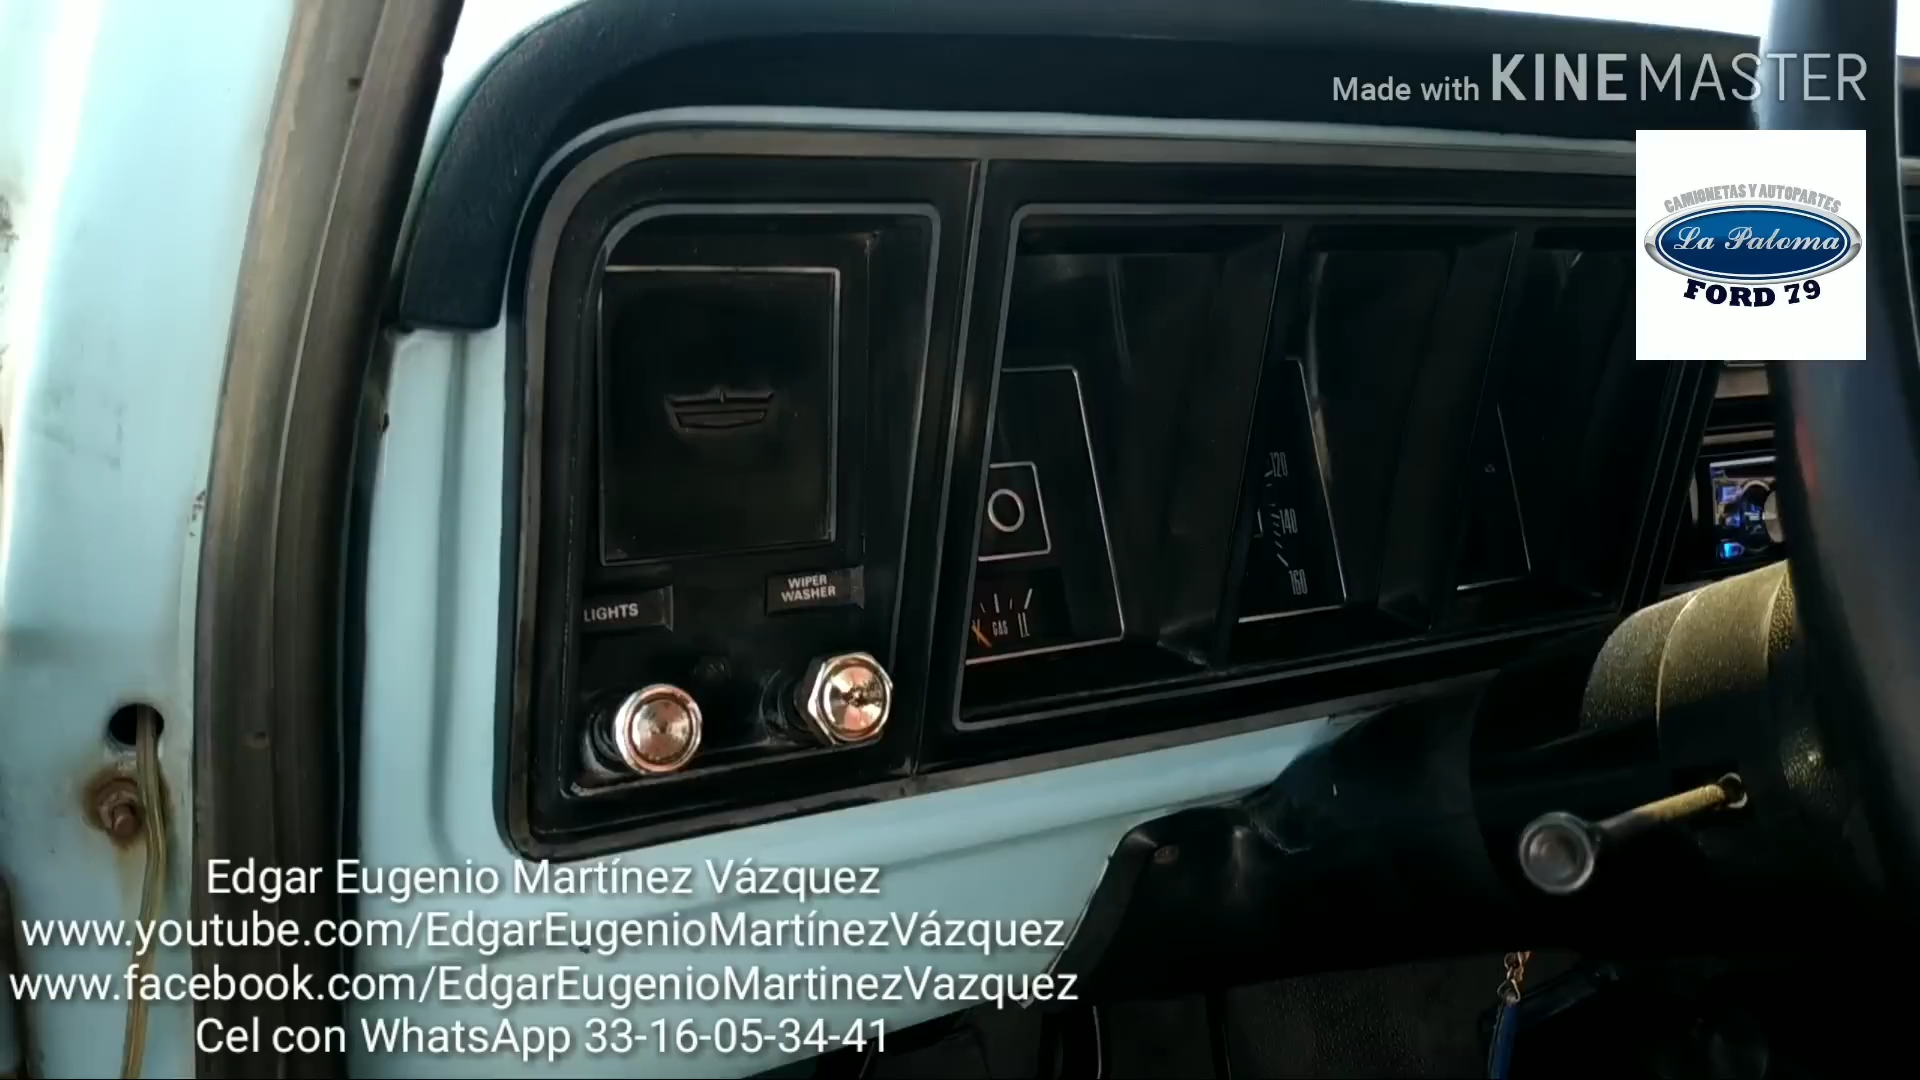 Made with KINEMASTER
CAMIONETAS Y AUTOPARTES
La Paloma
FORD 79
WIPER
WASHER
LIGHTS
120
140
160
GAS
Edgar Eugenio Martínez Vázquez
www.youtube.com/EdgarEugenioMartínezVázquez
www.facebook.com/EdgarEugenioMartinezVazquez
Cel con WhatsApp 33-16-05-34-41